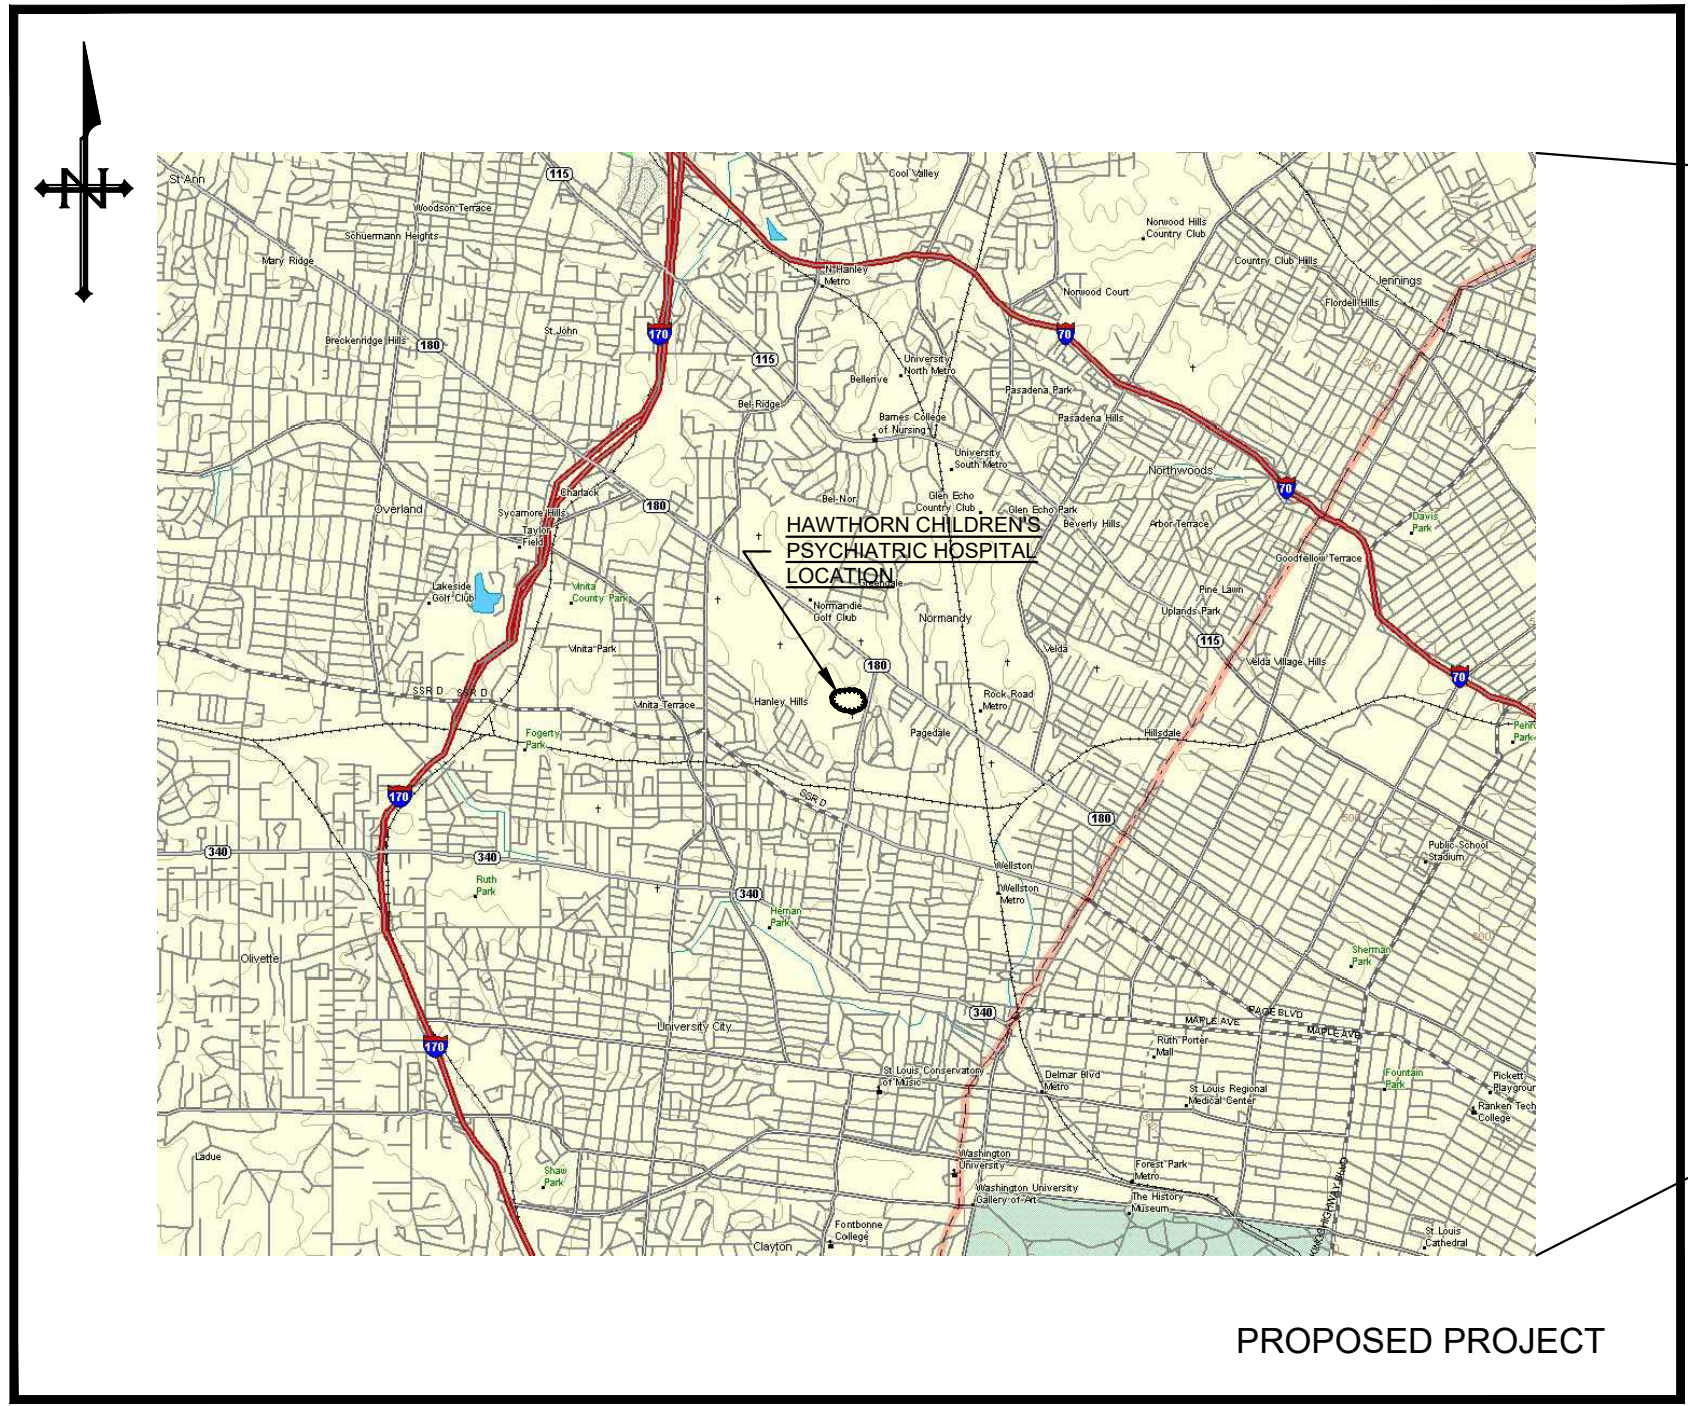 N
St Ann
115
Cool Valley
Woodson Terrace
Norwood Hills
Country Club
Schuermann Heights
Mary Ridge
Country Club Hills
N Hanley
Metro
Jennings
Norwood Court
Flordell Hills
St John
170
70
Breckenridge Hills
180
115
University
North Metro
Bellerive
Pasadena Park
Bel-Ridge
Barnes College
of Nursing
Pasadena Hills
University
South Metro
Northwoods
70
Charlack
180
Bel-Nor
Glen Echo
Country Club
Glen Echo Park
Overland
Sycamore Hills
Taylor
Field
Beverly Hills
Arbor Terrace
Davis
Park
HAWTHORN CHILDREN'S
PSYCHIATRIC HOSPITAL
LOCATION
Goodfellow Terrace
Greendale
Lakeside
Golf Club
Vinita
County Park
Pine Lawn
Normandie
Golf Club
Normandy
Uplands Park
115
Vinita Park
Velda
Velda Village Hills
180
70
SSR D
SSR D
Vinita Terrace
Hanley Hills
Rock Road
Metro
Fogerty
Park
Pagedale
Hillsdale
Park
170
SSR D
180
500
340
340
Public School
Stadium
Ruth
Park
340
Wellston
Wellston
Metro
Heman
Park
Olivette
Sherman
Park
500
340
University City
MAPLE AVE
PAGE BLVD
MAPLE AVE
170
Ruth Porter
Mall
St Louis Conservatory
of Music
Delmar Blvd
Metro
Fountain
Park
Pickett
Playgroun
St Louis Regional
Medical Center
Ranken Tech
College
Ladue
Shaw
Park
Washington
University
Forest Park
Metro
Washington University
Gallery of Art
The History
Museum
KINGSHIGHWAY BLVD
Fontbonne
College
Clayton
St Louis
Cathedral
PROPOSED PROJECT